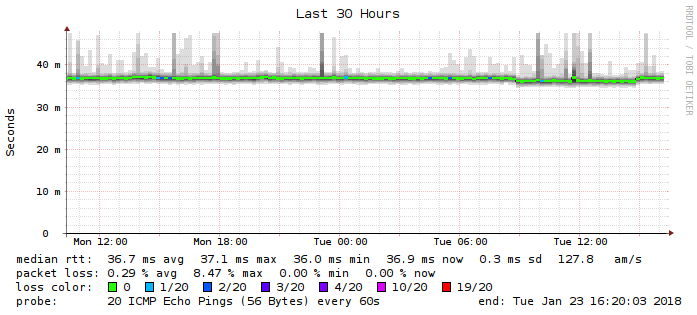 Last 30 Hours
RRDTOOL / TOBI OETIKER
Seconds
40 m
30 m
20 m
10 m
0
Mon 12:00 Mon 18:00 Tue 00:00 Tue 06:00 Tue 12:00
median rtt: 36.7 ms avg 37.1 ms max 36.0 ms min 36.9 ms now 0.3 ms sd 127.8 am/s
packet loss: 0.29 % avg 8.47 % max 0.00 % min 0.00 % now
loss color: 0 1/20 2/20 3/20 4/20 10/20 19/20
probe: 20 ICMP Echo Pings (56 Bytes) every 60s end: Tue Jan 23 16:20:03 2018